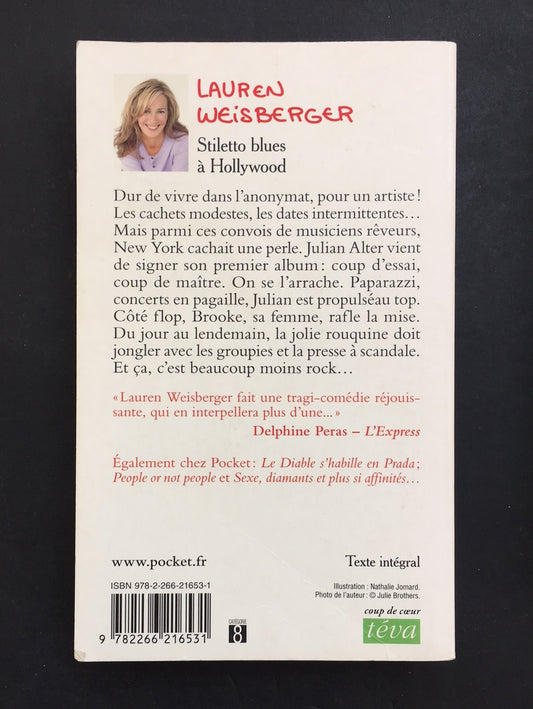 LAUREN
WEISBERGER
Stiletto blues
à Hollywood
Dur de vivre dans l'anonymat, pour un artiste !
Les cachets modestes, les dates intermittentes…
Mais parmi ces convois de musiciens rêveurs,
New York cachait une perle. Julian Alter vient
de signer son premier album : coup d'essai,
coup de maître. On se l'arrache. Paparazzi,
concerts en pagaille, Julian est propulséau top.
Côté flop, Brooke, sa femme, rafle la mise.
Du jour au lendemain, la jolie rouquine doit
jongler avec les groupies et la presse à scandale.
Et ça, c'est beaucoup moins rock…
« Lauren Weisberger fait une tragi-comédie réjouis-
sante, qui en interpellera plus d'une... »
Delphine Peras – L'Express
Également chez Pocket : Le Diable s'habille en Prada ;
People or not people et Sexe, diamants et plus si affinités…
www.pocket.fr
Texte intégral
ISBN 978-2-266-21653-1
Illustration : Nathalie Jomard.
Photo de l'auteur : © Julie Brothers.
9 782266 216531
CATÉGORIE
8
coup de cœur
téva